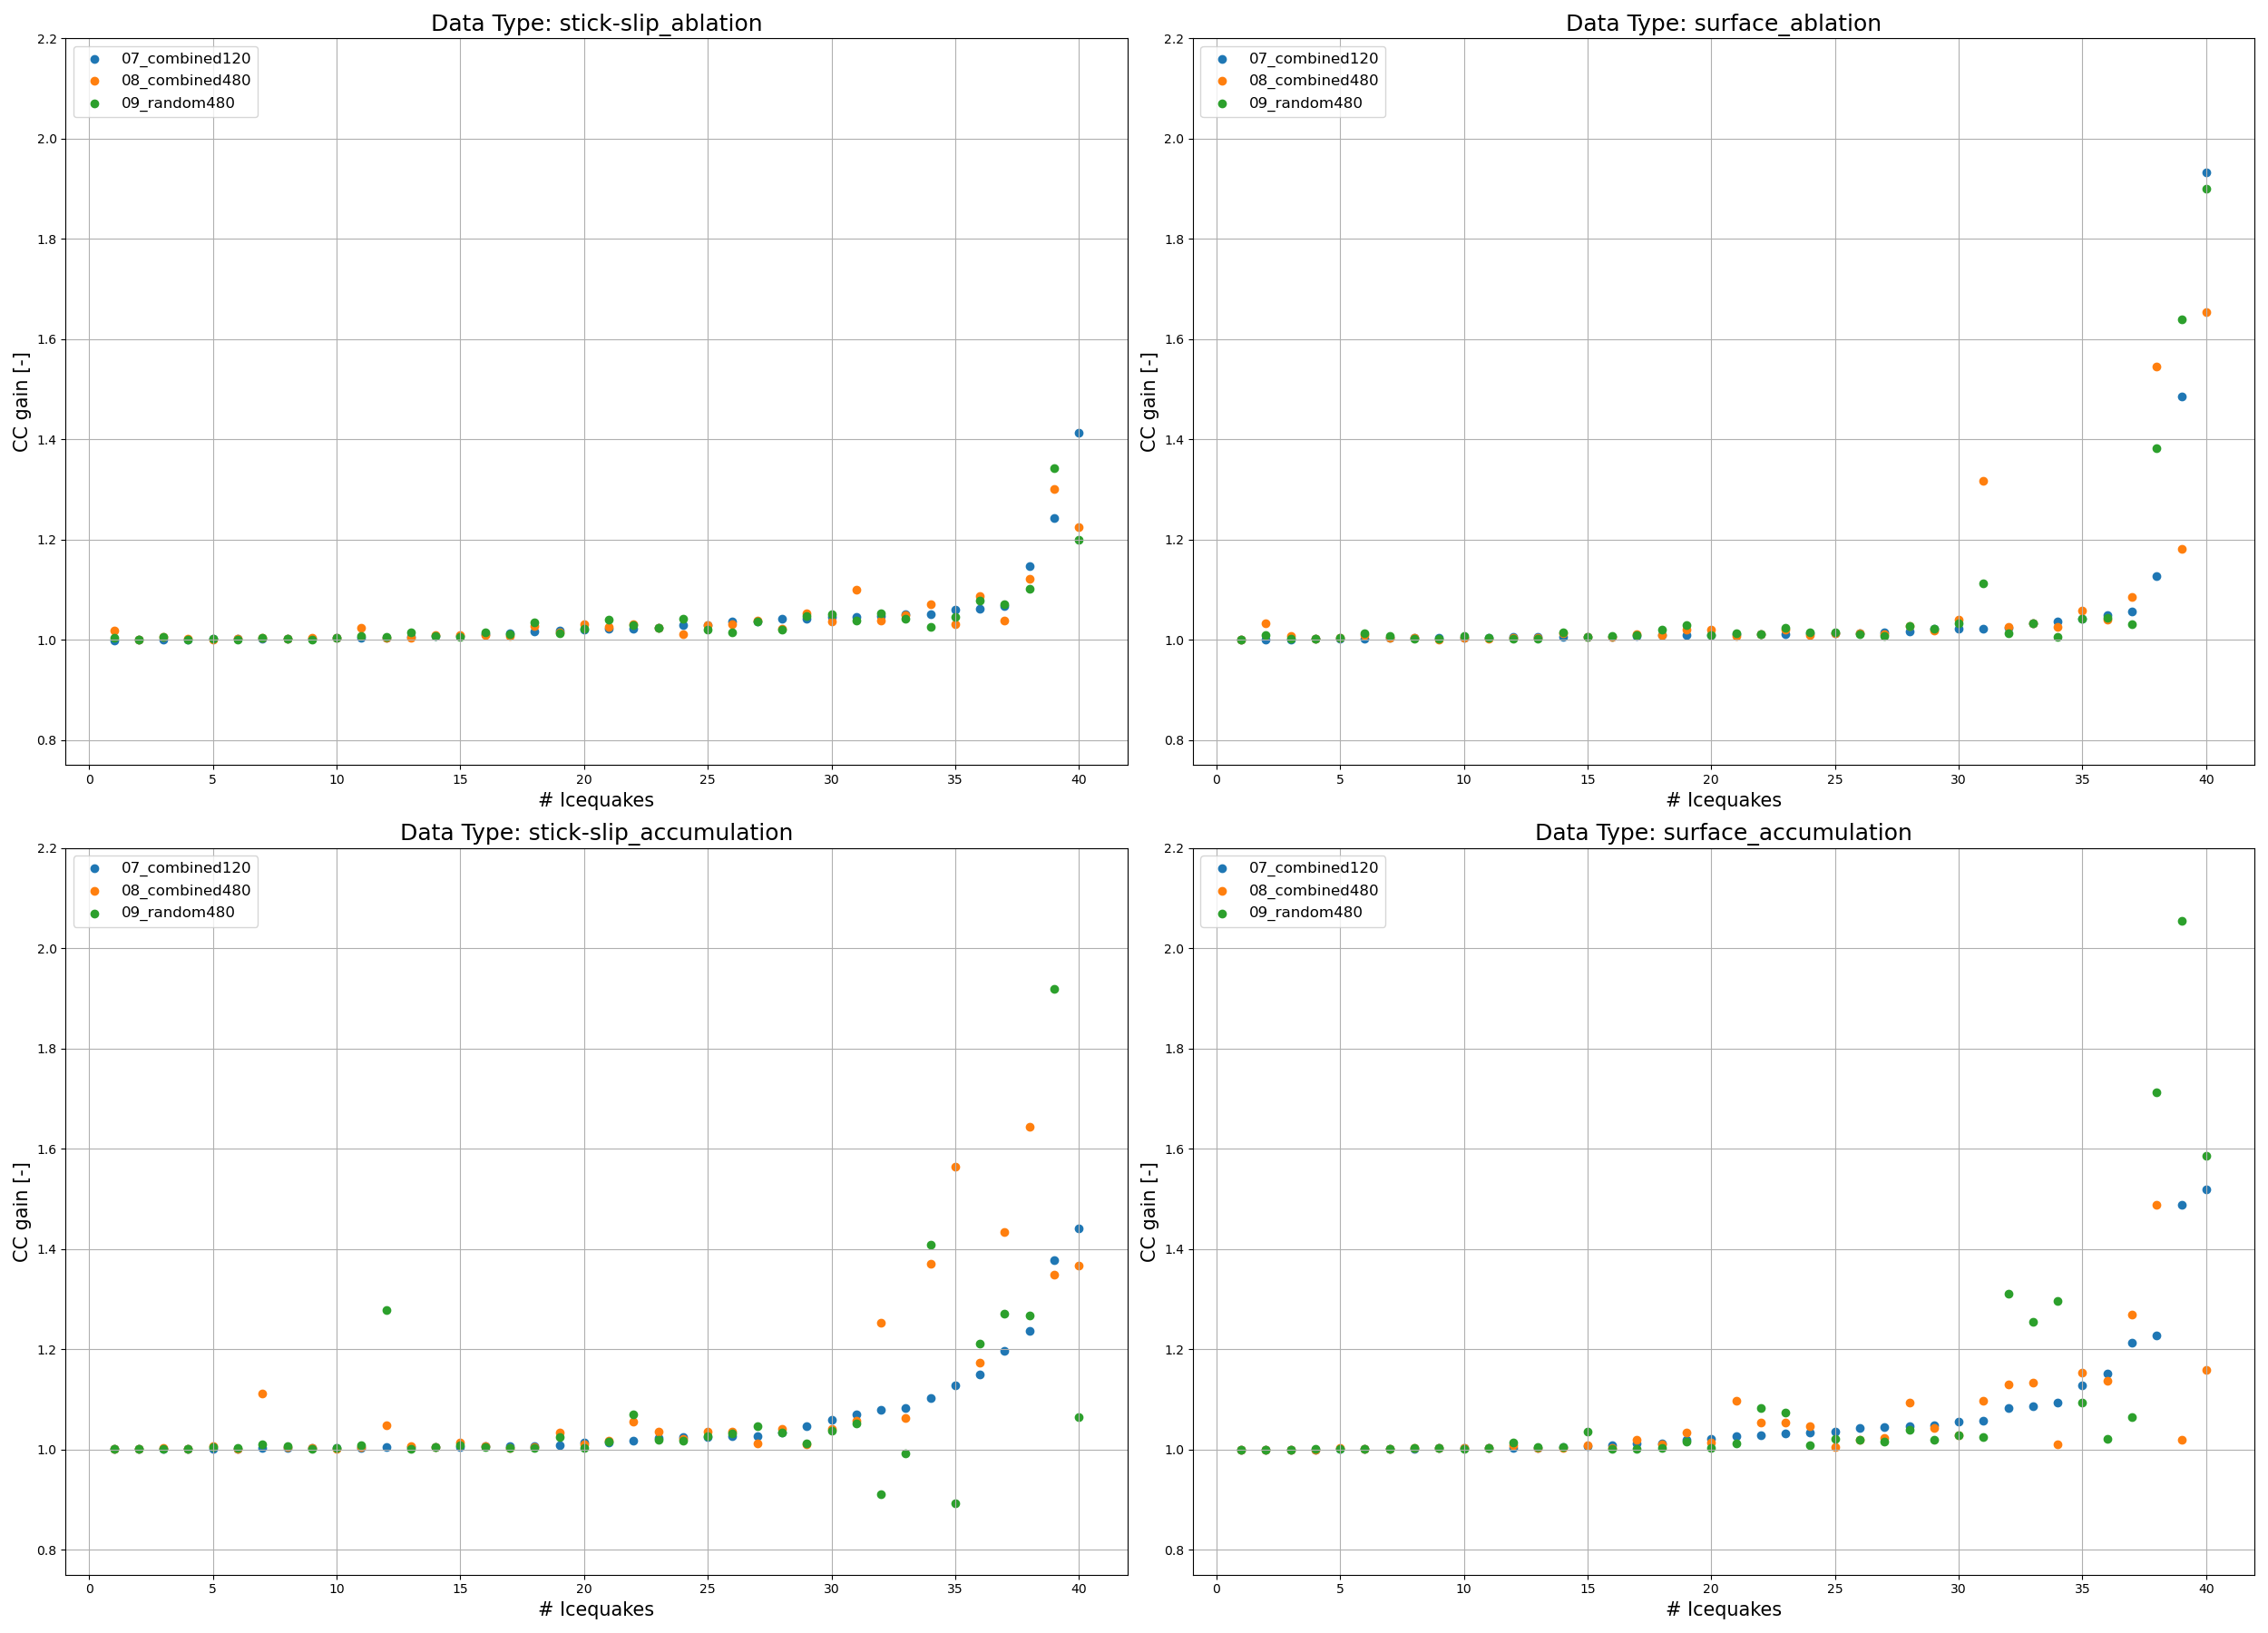 Data Type: stick-slip_ablation
07_combined120
08_combined480
09_random480
2.2
2.0
1.8
1.6
1.4
1.2
1.0
0.8
CC gain [-]
0 5 10 15 20 25 30 35 40
# Icequakes
Data Type: surface_ablation
07_combined120
08_combined480
09_random480
2.2
2.0
1.8
1.6
1.4
1.2
1.0
0.8
CC gain [-]
0 5 10 15 20 25 30 35 40
# Icequakes
Data Type: stick-slip_accumulation
07_combined120
08_combined480
09_random480
2.2
2.0
1.8
1.6
1.4
1.2
1.0
0.8
CC gain [-]
0 5 10 15 20 25 30 35 40
# Icequakes
Data Type: surface_accumulation
07_combined120
08_combined480
09_random480
2.2
2.0
1.8
1.6
1.4
1.2
1.0
0.8
CC gain [-]
0 5 10 15 20 25 30 35 40
# Icequakes